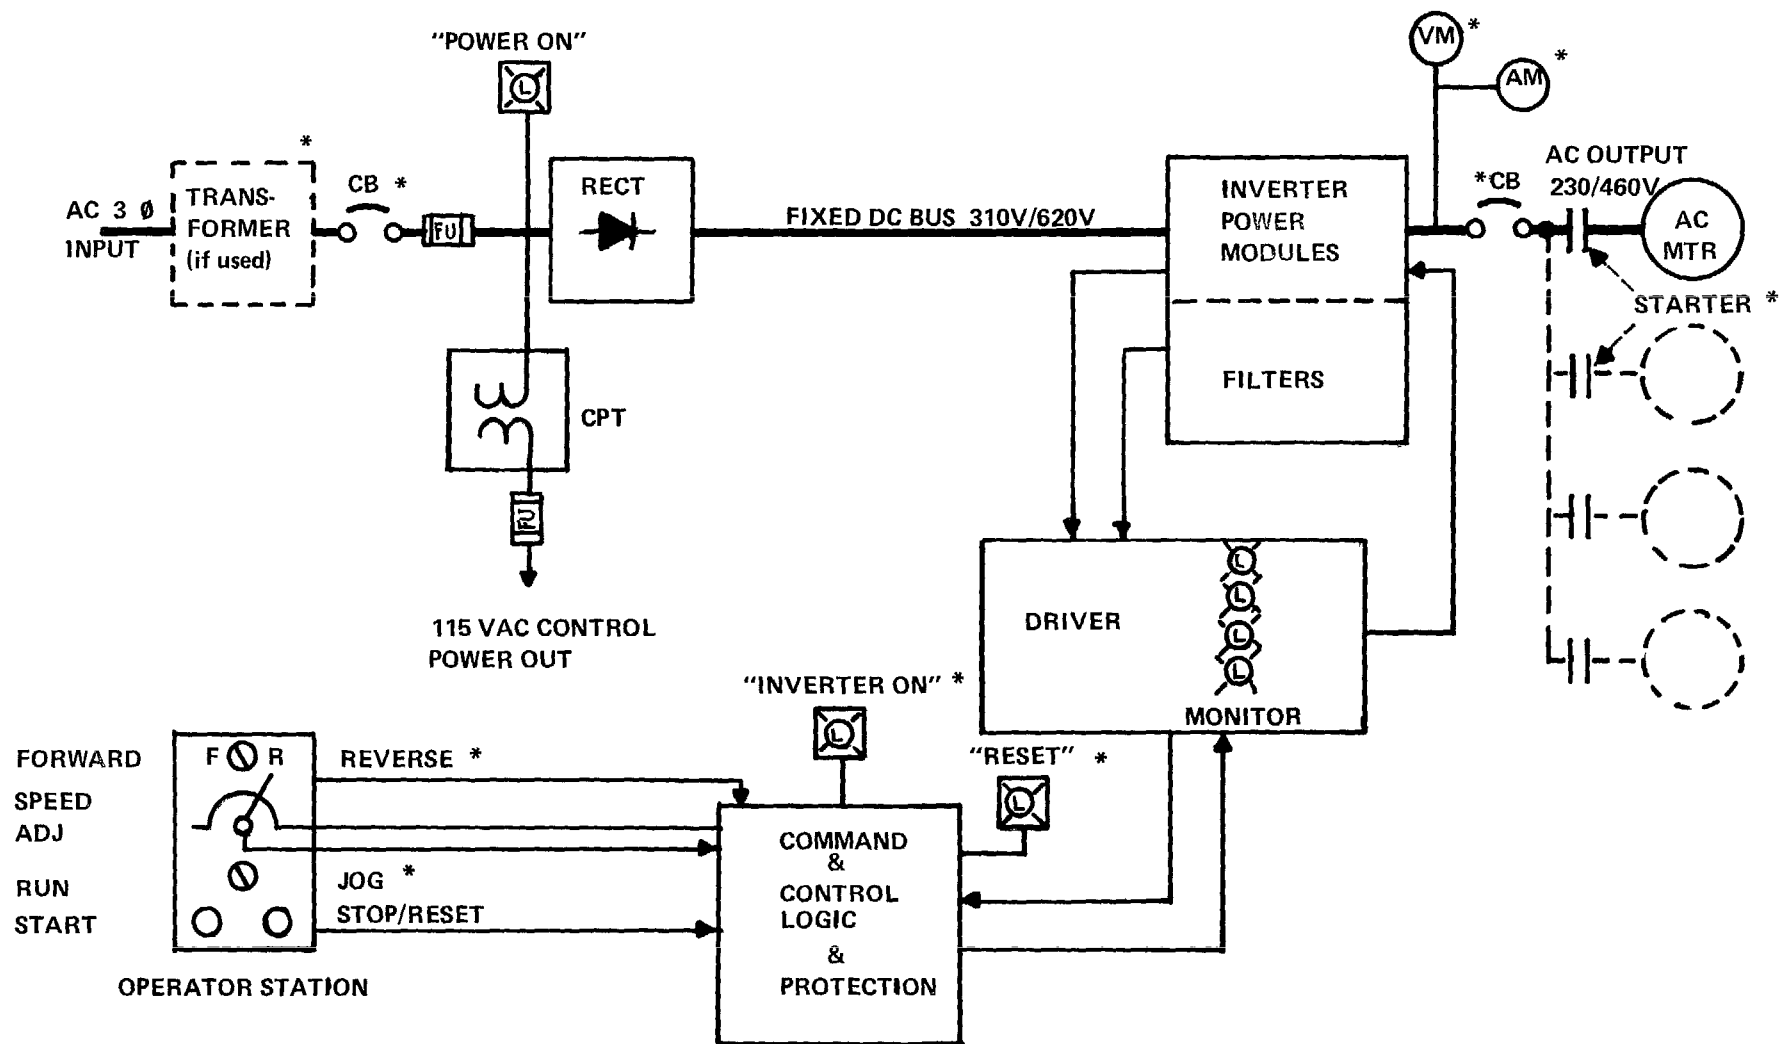 "POWER ON"
L
VM *
AM *
*
TRANS-
FORMER
(if used)
AC 3 Ø
INPUT
CB *
FU
RECT
FIXED DC BUS 310V/620V
INVERTER
POWER
MODULES
FILTERS
*CB
AC OUTPUT
230/460V
AC
MTR
STARTER *
CPT
FU
115 VAC CONTROL
POWER OUT
DRIVER
L
L
L
L
MONITOR
"INVERTER ON" *
L
"RESET" *
L
FORWARD
F R
REVERSE *
SPEED
ADJ
RUN
JOG *
START
STOP/RESET
OPERATOR STATION
COMMAND
&
CONTROL
LOGIC
&
PROTECTION